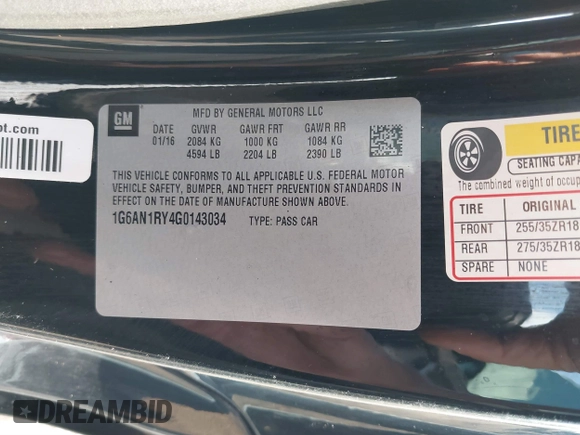 GM
MFD BY GENERAL MOTORS LLC
DATE GVWR GAWR FRT GAWR RR
01/16 2084 KG 1000 KG 1084 KG
4594 LB 2204 LB 2390 LB
THIS VEHICLE CONFORMS TO ALL APPLICABLE U.S. FEDERAL MOTOR
VEHICLE SAFETY, BUMPER, AND THEFT PREVENTION STANDARDS IN
EFFECT ON THE DATE OF MANUFACTURE SHOWN ABOVE.
1G6AN1RY4G0143034 TYPE: PASS CAR
ot.com
TIRE
SEATING CAPA
The combined weight of occup
TIRE ORIGINAL
FRONT 255/35ZR18
REAR 275/35ZR18
SPARE NONE
DREAMBID